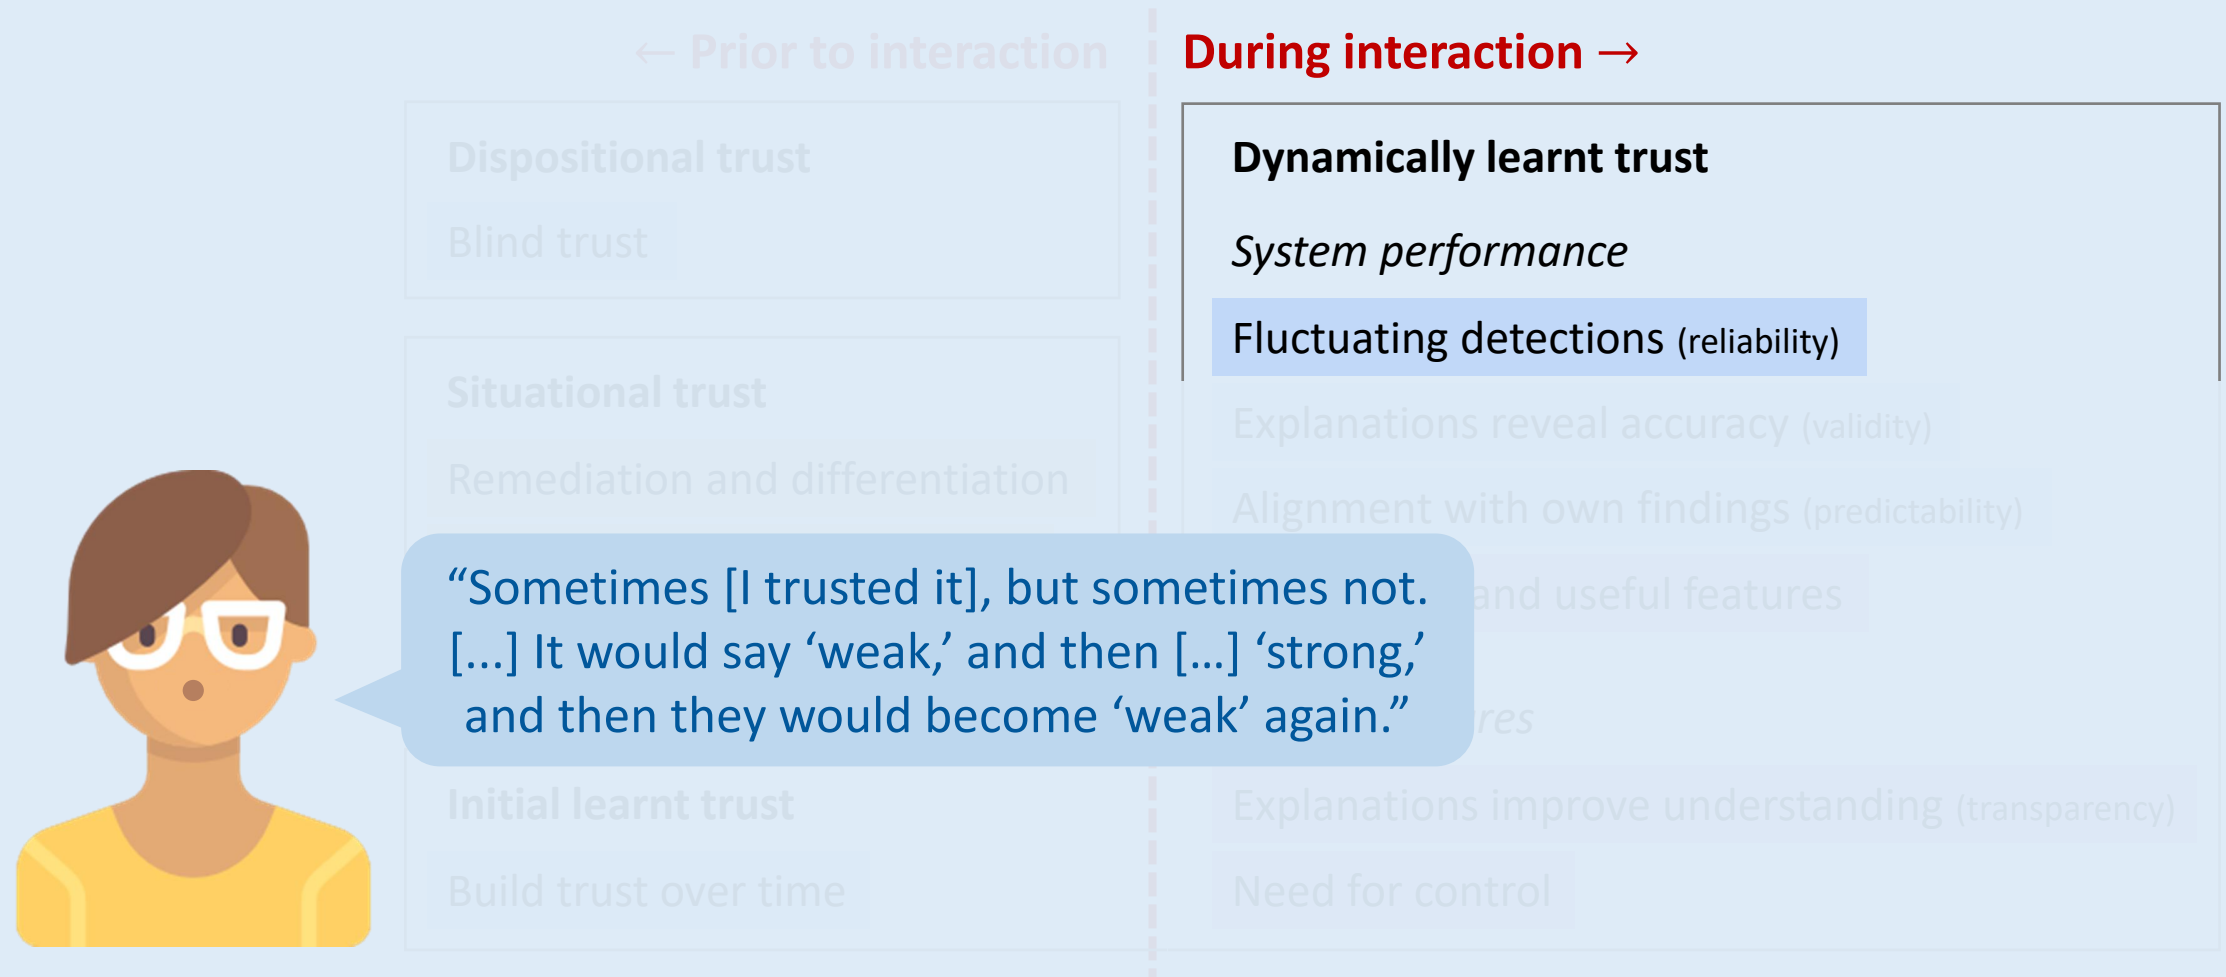 ← Prior to interaction
Dispositional trust
Blind trust
Situational trust
Remediation and differentiation
Initial learnt trust
Build trust over time
During interaction →
Dynamically learnt trust
System performance
Fluctuating detections (reliability)
Explanations reveal accuracy (validity)
Alignment with own findings (predictability)
and useful features
Explanations improve understanding (transparency)
Need for control
“Sometimes [I trusted it], but sometimes not.
[...] It would say ‘weak,’ and then [...] ‘strong,’
and then they would become ‘weak’ again.”